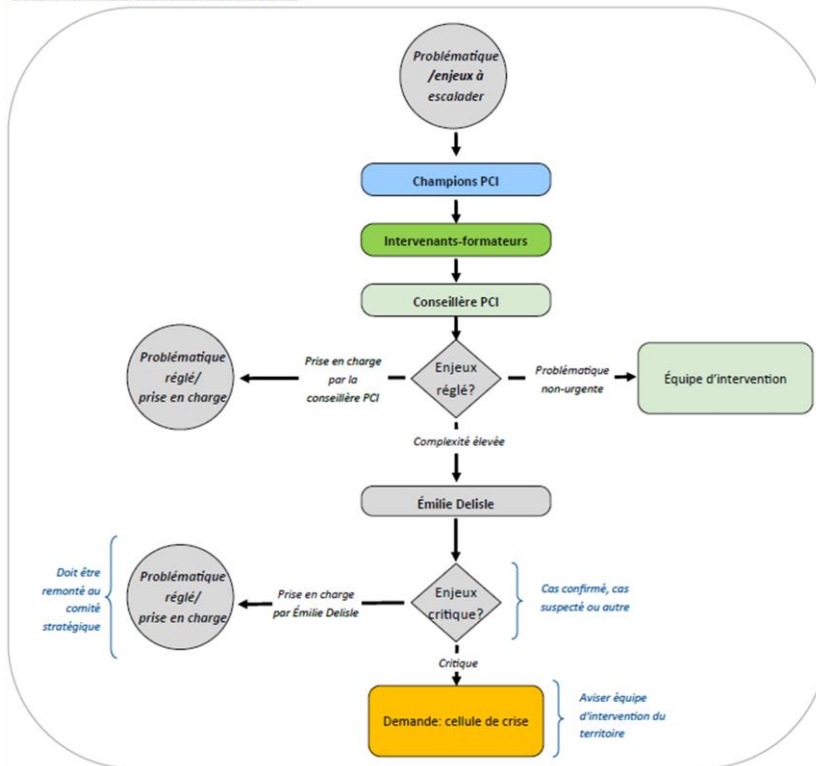 Problématique
/enjeux à
escalader
Champions PCI
Intervenants-formateurs
Conseillère PCI
Problématique
réglé/
prise en charge
Prise en charge
par la
conseillère PCI
Enjeux
réglé?
Problématique
non-urgente
Équipe d'intervention
Complexité élevée
Émilie Delisle
Doit être
remonté au
comité
stratégique
Problématique
réglé/
prise en charge
Prise en charge
par Émilie Delisle
Enjeux
critique?
Cas confirmé, cas
suspecté ou autre
Critique
Demande: cellule de crise
Aviser équipe
d'intervention du
territoire